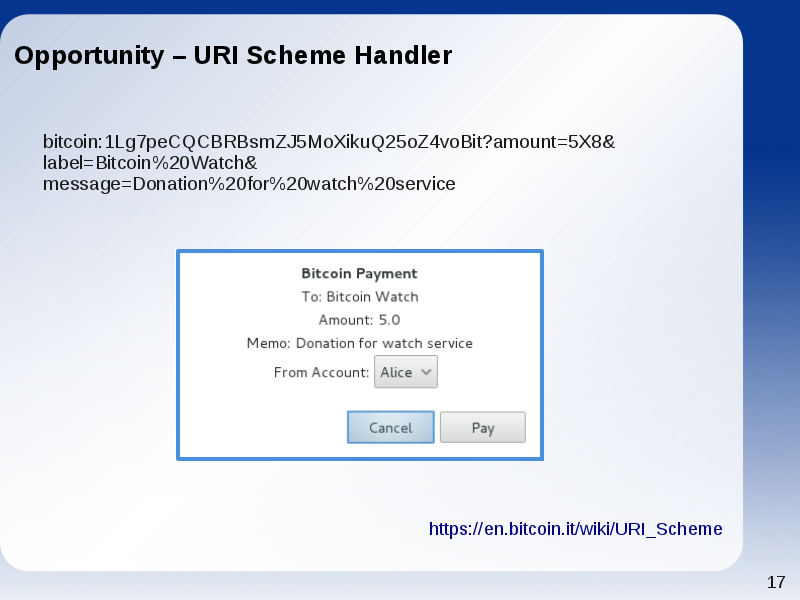 Opportunity – URI Scheme Handler
bitcoin:1Lg7peCQCBRBsmZJ5MoXikuQ25oZ4voBit?amount=5X8&
label=Bitcoin%20Watch&
message=Donation%20for%20watch%20service
Bitcoin Payment
To: Bitcoin Watch
Amount: 5.0
Memo: Donation for watch service
From Account: Alice
Cancel Pay
https://en.bitcoin.it/wiki/URI_Scheme
17